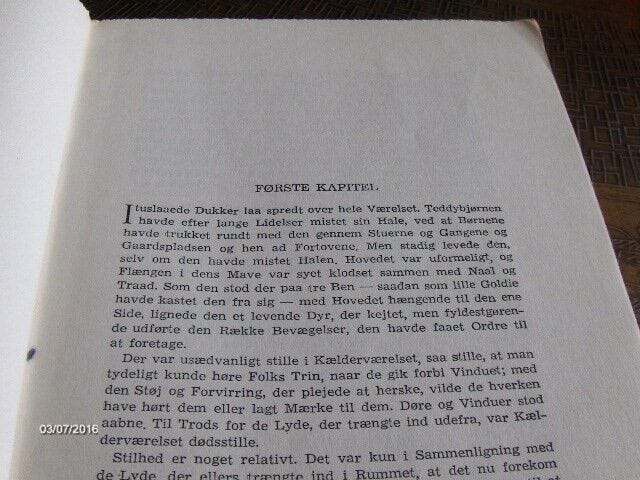 FØRSTE KAPITEL
Ituslaaede Dukker laa spredt over hele Værelset. Teddybjørnen
havde efter lange Lidelser mistet sin Hale, ved at Børnene
havde trukket rundt med den gennem Stuerne og Gangene og
Gaardspladsen og hen ad Fortovene. Men stadig levede den,
selv om den havde mistet Halen. Hovedet var uformeligt, og
Flængen i dens Mave var syet klodset sammen med Naal og
Traad. Som den stod der paa tre Ben — saadan som lille Goldie
havde kastet den fra sig — med Hovedet hængende til den ene
Side, lignede den et levende Dyr, der kejtet, men fyldestgøren-
de udførte den Række Bevægelser, den havde faaet Ordre til
at foretage.
Der var usædvanligt stille i Kælderværelset, saa stille, at man
tydeligt kunde høre Folks Trin, naar de gik forbi Vinduet; med
den Støj og Forvirring, der plejede at herske, vilde de hverken
have hørt dem eller lagt Mærke til dem. Døre og Vinduer stod
aabne. Til Trods for de Lyde, der trængte ind udefra, var Kæl-
derværelset dødsstille.
Stilhed er noget relativt. Det var kun i Sammenligning med
de Lyde, der ellers trængte ind i Rummet, at det nu forekom
03/07/2016